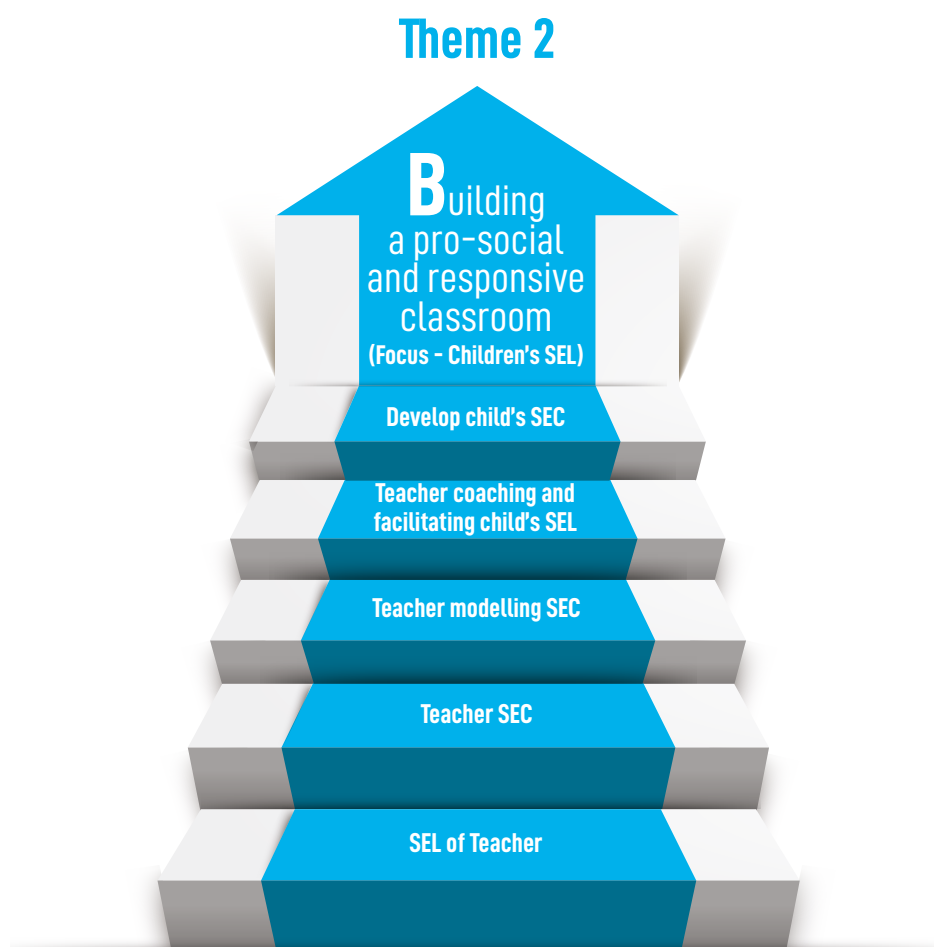 Theme 2
Building
a pro-social
and responsive
classroom
(Focus - Children's SEL)
Develop child's SEC
Teacher coaching and
facilitating child's SEL
Teacher modelling SEC
Teacher SEC
SEL of Teacher